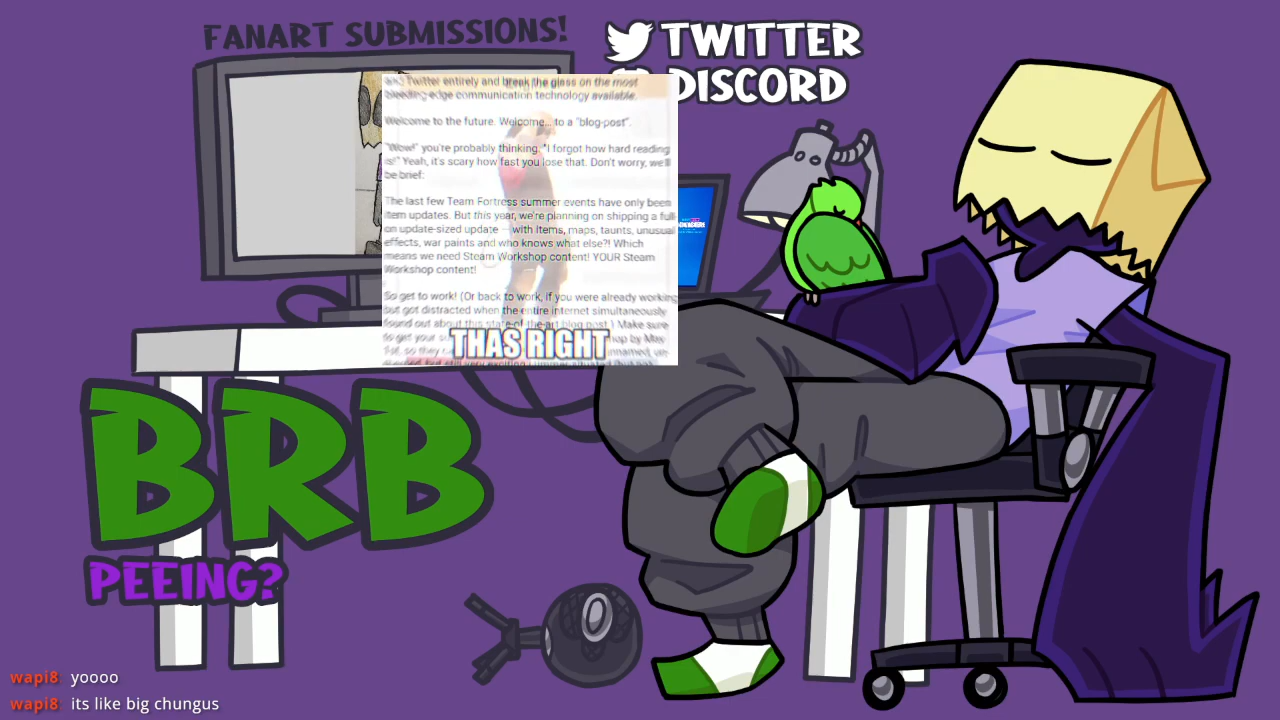 FANART SUBMISSIONS!
TWITTER
DISCORD
Twitter entirely and break the glass on the most
bleeding-edge communication technology available.
Welcome to the future. Welcome... to a "blog-post".
"Wow!" you're probably thinking. "I forgot how hard reading
is!" Yeah, it's scary how fast you lose that. Don't worry, we'll
be brief:
The last few Team Fortress summer events have only been
item updates. But this year, we're planning on shipping a full-
on update-sized update — with items, maps, taunts, unusual
effects, war paints and who knows what else?! Which
means we need Steam Workshop content! YOUR Steam
Workshop content!
So get to work! (Or back to work, if you were already working
but got distracted when the entire internet simultaneously
found out about this state-of-the-art blog post.) Make sure
to get your by May
THAS RIGHT
BRB
PEEING?
wapi8 yoooo
wapi8 its like big chungus